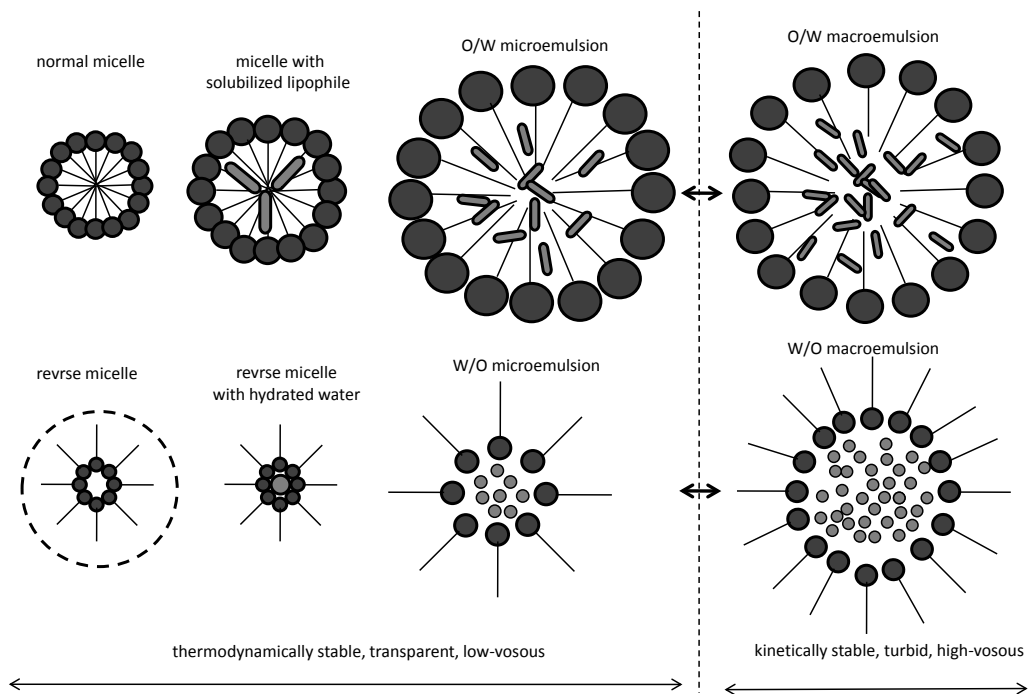 normal micelle
micelle with
solubilized lipophile
O/W microemulsion
O/W macroemulsion
revrse micelle
revrse micelle
with hydrated water
W/O microemulsion
W/O macroemulsion
thermodynamically stable, transparent, low-vosous
kinetically stable, turbid, high-vosous